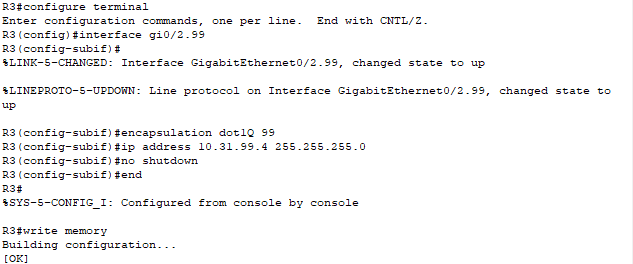 R3#configure terminal
Enter configuration commands, one per line.  End with CNTL/Z.
R3(config)#interface gi0/2.99
R3(config-subif)#
%LINK-5-CHANGED: Interface GigabitEthernet0/2.99, changed state to up
%LINEPROTO-5-UPDOWN: Line protocol on Interface GigabitEthernet0/2.99, changed state to
up
R3(config-subif)#encapsulation dot1Q 99
R3(config-subif)#ip address 10.31.99.4 255.255.255.0
R3(config-subif)#no shutdown
R3(config-subif)#end
R3#
%SYS-5-CONFIG_I: Configured from console by console
R3#write memory
Building configuration...
[OK]